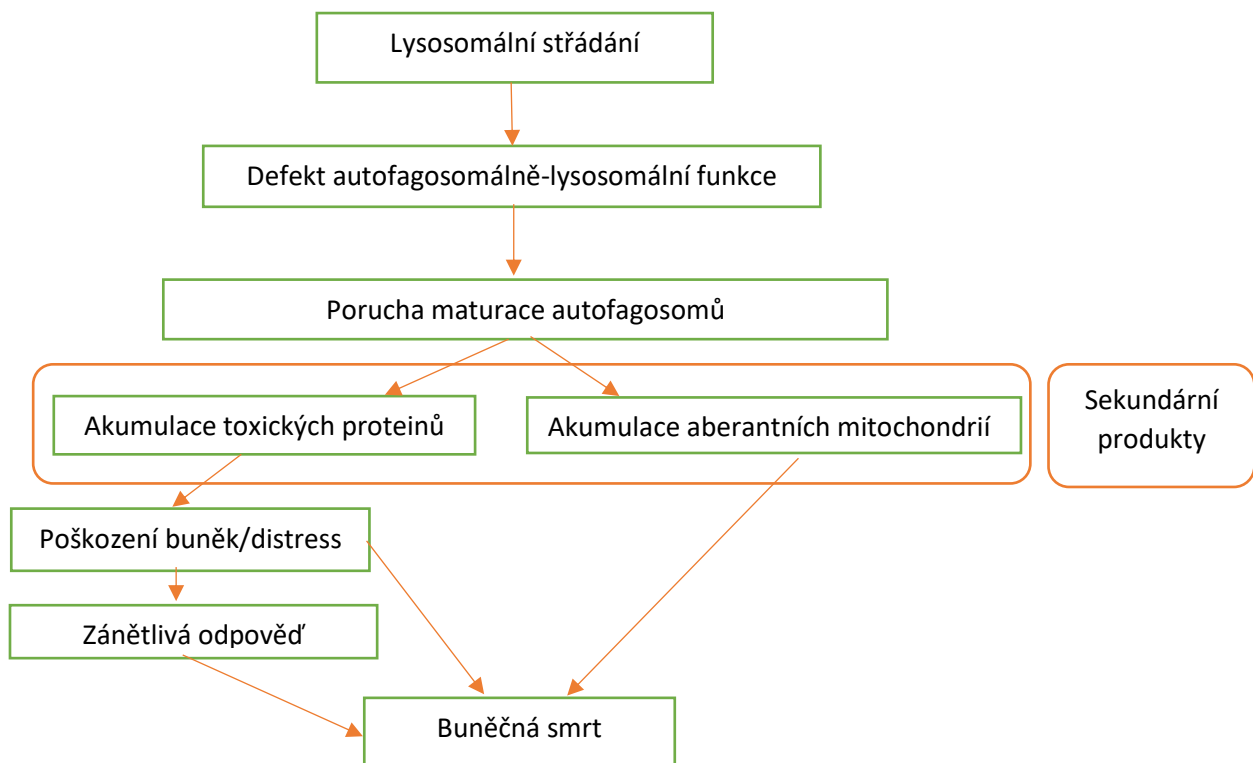 Lysosomální střádání
Defekt autofagosomálně-lysosomální funkce
Porucha maturace autofagosomů
Akumulace toxických proteinů
Akumulace aberantních mitochondrií
Sekundární
produkty
Poškození buněk/distress
Zánětlivá odpověď
Buněčná smrt